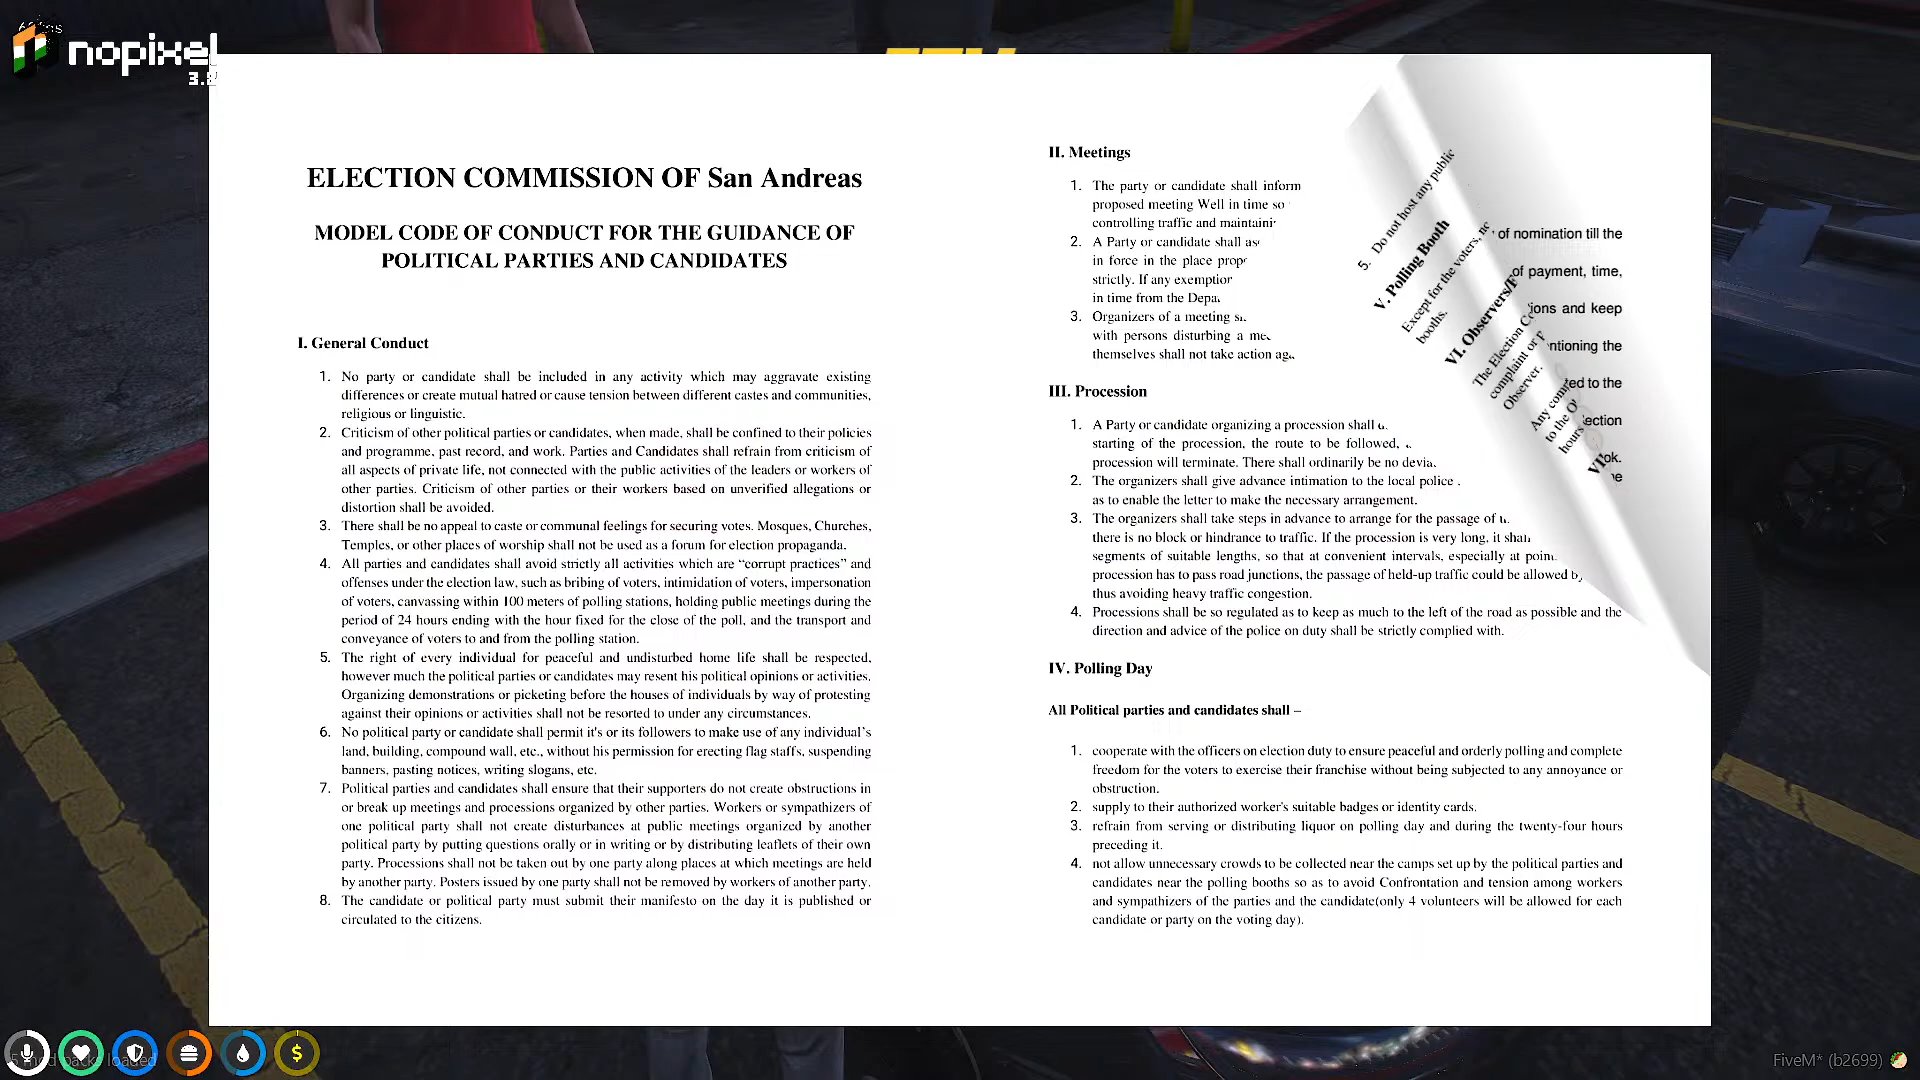 nopixel
ELECTION COMMISSION OF San Andreas
MODEL CODE OF CONDUCT FOR THE GUIDANCE OF
POLITICAL PARTIES AND CANDIDATES
I. General Conduct
1. No party or candidate shall be included in any activity which may aggravate existing
differences or create mutual hatred or cause tension between different castes and communities,
religious or linguistic.
2. Criticism of other political parties or candidates, when made, shall be confined to their policies
and programme, past record, and work. Parties and Candidates shall refrain from criticism of
all aspects of private life, not connected with the public activities of the leaders or workers of
other parties. Criticism of other parties or their workers based on unverified allegations or
distortion shall be avoided.
3. There shall be no appeal to caste or communal feelings for securing votes. Mosques, Churches,
Temples, or other places of worship shall not be used as a forum for election propaganda.
4. All parties and candidates shall avoid strictly all activities which are “corrupt practices” and
offenses under the election law, such as bribing of voters, intimidation of voters, impersonation
of voters, canvassing within 100 meters of polling stations, holding public meetings during the
period of 24 hours ending with the hour fixed for the close of the poll, and the transport and
conveyance of voters to and from the polling station.
5. The right of every individual for peaceful and undisturbed home life shall be respected,
however much the political parties or candidates may resent his political opinions or activities.
Organizing demonstrations or picketing before the houses of individuals by way of protesting
against their opinions or activities shall not be resorted to under any circumstances.
6. No political party or candidate shall permit it's or its followers to make use of any individual’s
land, building, compound wall, etc., without his permission for erecting flag staffs, suspending
banners, pasting notices, writing slogans, etc.
7. Political parties and candidates shall ensure that their supporters do not create obstructions in
or break up meetings and processions organized by other parties. Workers or sympathizers of
one political party shall not create disturbances at public meetings organized by another
political party by putting questions orally or in writing or by distributing leaflets of their own
party. Processions shall not be taken out by one party along places at which meetings are held
by another party. Posters issued by one party shall not be removed by workers of another party.
8. The candidate or political party must submit their manifesto on the day it is published or
circulated to the citizens.
II. Meetings
1. The party or candidate shall inform
proposed meeting Well in time so
controlling traffic and
2. A Party or candidate shall
in force in the place
strictly. If any
in time from the
3. Organizers of a meeting
with persons disturbing a
themselves shall not take action
III. Procession
1. A Party or candidate organizing a procession shall
starting of the procession, the route to be followed,
procession will terminate. There shall ordinarily be no
2. The organizers shall give advance intimation to the local police
as to enable the letter to make the necessary arrangement.
3. The organizers shall take steps in advance to arrange for the passage of
there is no block or hindrance to traffic. If the procession is very long, it
segments of suitable lengths, so that at convenient intervals, especially at
procession has to pass road junctions, the passage of held-up traffic could be allowed
thus avoiding heavy traffic congestion.
4. Processions shall be so regulated as to keep as much to the left of the road as possible and the
direction and advice of the police on duty shall be strictly complied with.
IV. Polling Day
All Political parties and candidates shall –
1. cooperate with the officers on election duty to ensure peaceful and orderly polling and complete
freedom for the voters to exercise their franchise without being subjected to any annoyance or
obstruction.
2. supply to their authorized worker's suitable badges or identity cards.
3. refrain from serving or distributing liquor on polling day and during the twenty-four hours
preceding it.
4. not allow unnecessary crowds to be collected near the camps set up by the political parties and
candidates near the polling booths so as to avoid Confrontation and tension among workers
and sympathizers of the parties and the candidate(only 4 volunteers will be allowed for each
candidate or party on the voting day).
5. Do not host any public
V. Polling Booth
Except for the voters,
booths.
VI.
The Election
complaint or
Observer.
Any
to the
hours
of nomination till the
of payment, time,
and keep
the
to the
FiveM* (b2699)